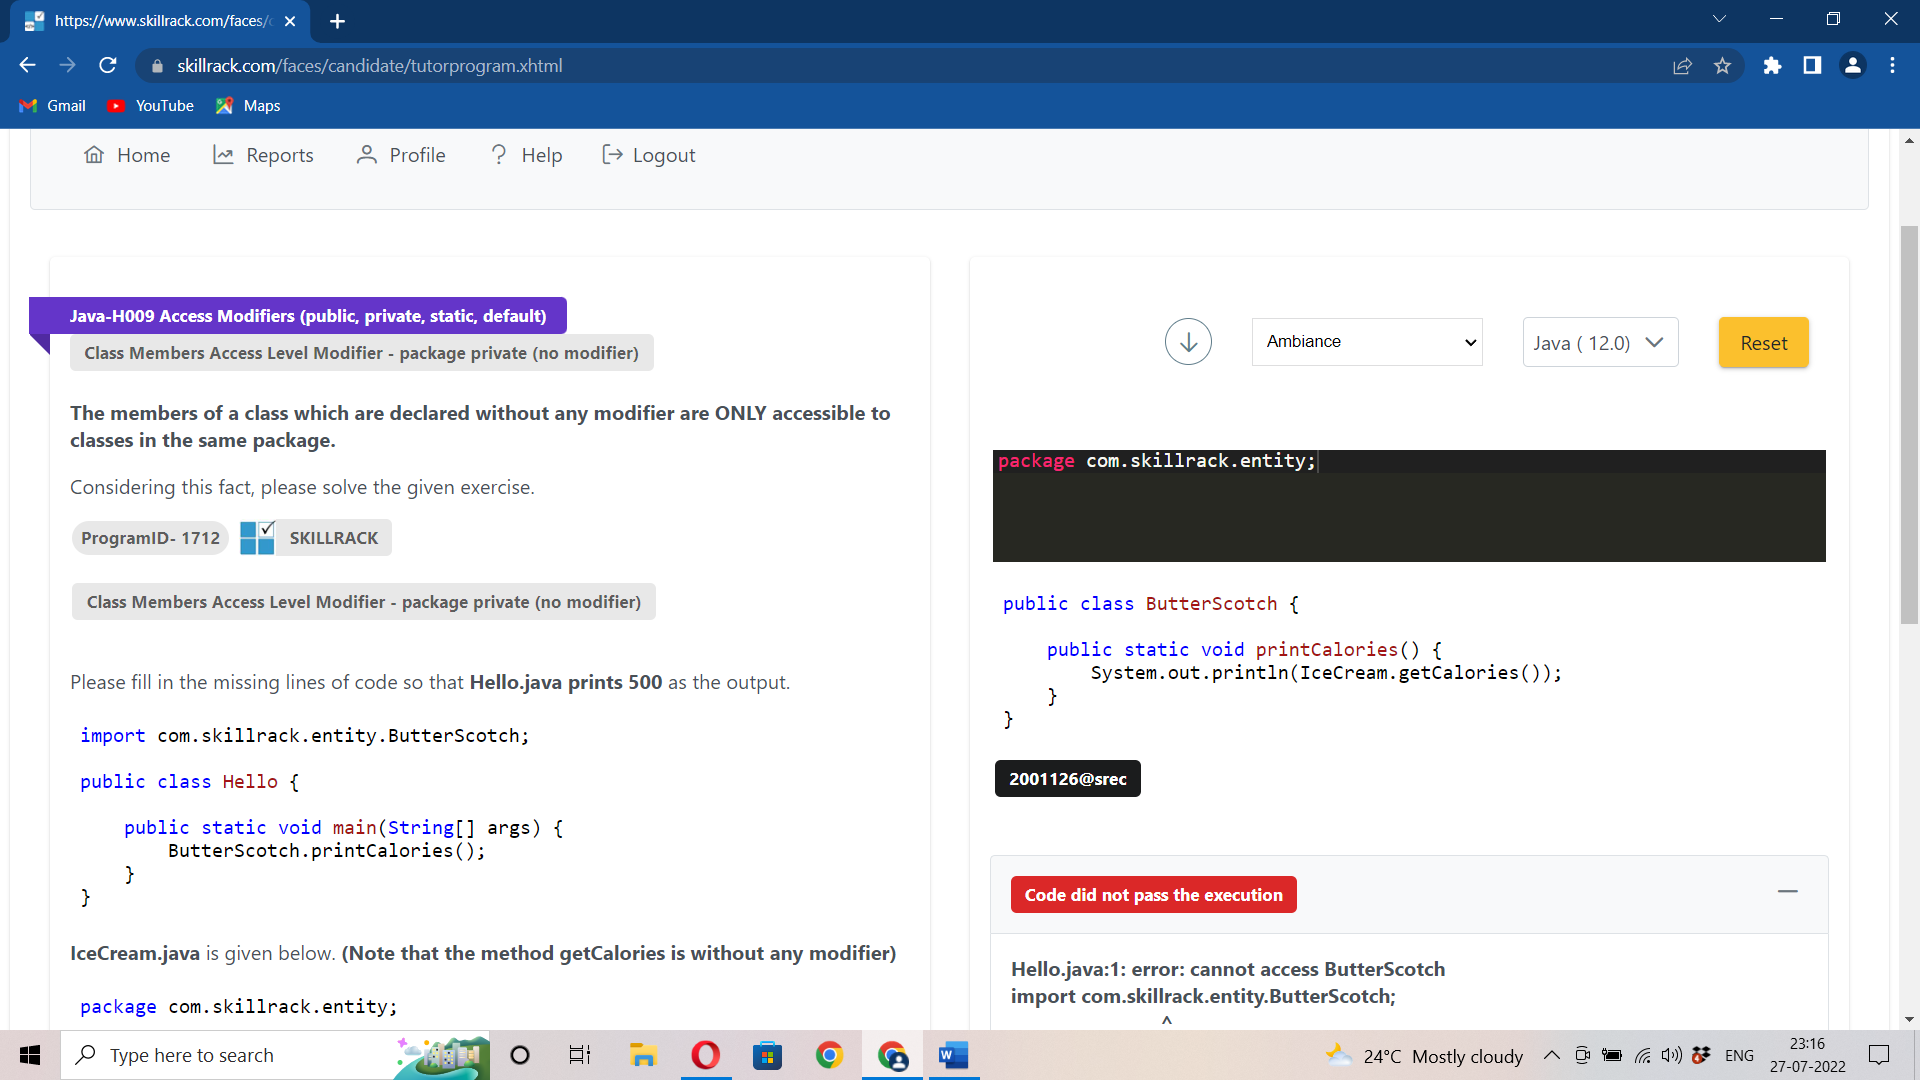 https://www.skillrack.com/faces/c
skillrack.com/faces/candidate/tutorprogram.xhtml
Gmail YouTube Maps
Home Reports Profile Help Logout
Java-H009 Access Modifiers (public, private, static, default)
Class Members Access Level Modifier - package private (no modifier)
The members of a class which are declared without any modifier are ONLY accessible to
classes in the same package.
Considering this fact, please solve the given exercise.
ProgramID- 1712 SKILLRACK
Class Members Access Level Modifier - package private (no modifier)
Please fill in the missing lines of code so that Hello.java prints 500 as the output.
import com.skillrack.entity.ButterScotch;
public class Hello {
public static void main(String[] args) {
ButterScotch.printCalories();
}
}
IceCream.java is given below. (Note that the method getCalories is without any modifier)
package com.skillrack.entity;
Ambiance Java ( 12.0) Reset
package com.skillrack.entity;
public class ButterScotch {
public static void printCalories() {
System.out.println(IceCream.getCalories());
}
}
2001126@srec
Code did not pass the execution
Hello.java:1: error: cannot access ButterScotch
import com.skillrack.entity.ButterScotch;
^
Type here to search
W
24°C Mostly cloudy
ENG
23:16
27-07-2022